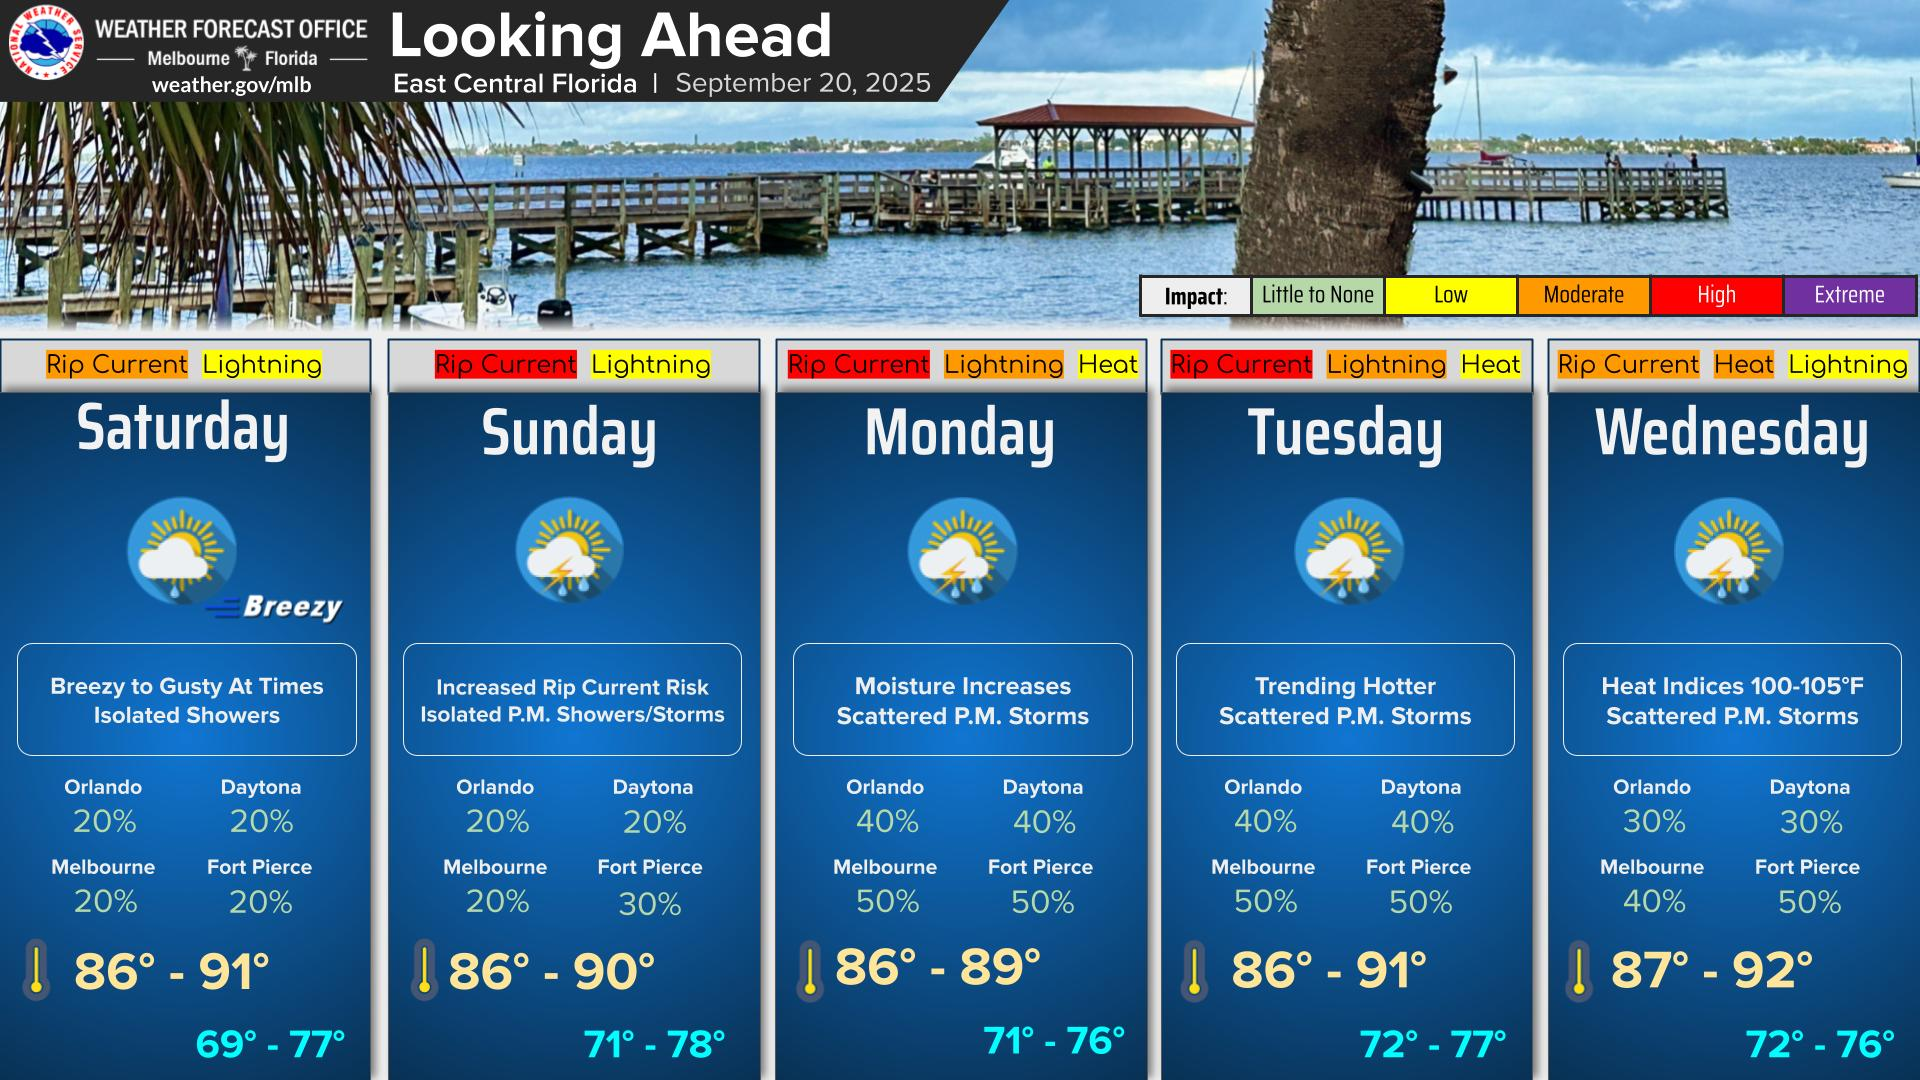 NATIONAL WEATHER SERVICE
WEATHER FORECAST OFFICE
Melbourne Florida
weather.gov/mlb
Looking Ahead
East Central Florida | September 20, 2025
Impact: Little to None Low Moderate High Extreme
Rip Current Lightning
Saturday
Breezy
Breezy to Gusty At Times
Isolated Showers
Orlando Daytona
20% 20%
Melbourne Fort Pierce
20% 20%
86° - 91°
69° - 77°
Rip Current Lightning
Sunday
Increased Rip Current Risk
Isolated P.M. Showers/Storms
Orlando Daytona
20% 20%
Melbourne Fort Pierce
20% 30%
86° - 90°
71° - 78°
Rip Current Lightning Heat
Monday
Moisture Increases
Scattered P.M. Storms
Orlando Daytona
40% 40%
Melbourne Fort Pierce
50% 50%
86° - 89°
71° - 76°
Rip Current Lightning Heat
Tuesday
Trending Hotter
Scattered P.M. Storms
Orlando Daytona
40% 40%
Melbourne Fort Pierce
50% 50%
86° - 91°
72° - 77°
Rip Current Heat Lightning
Wednesday
Heat Indices 100-105°F
Scattered P.M. Storms
Orlando Daytona
30% 30%
Melbourne Fort Pierce
40% 50%
87° - 92°
72° - 76°